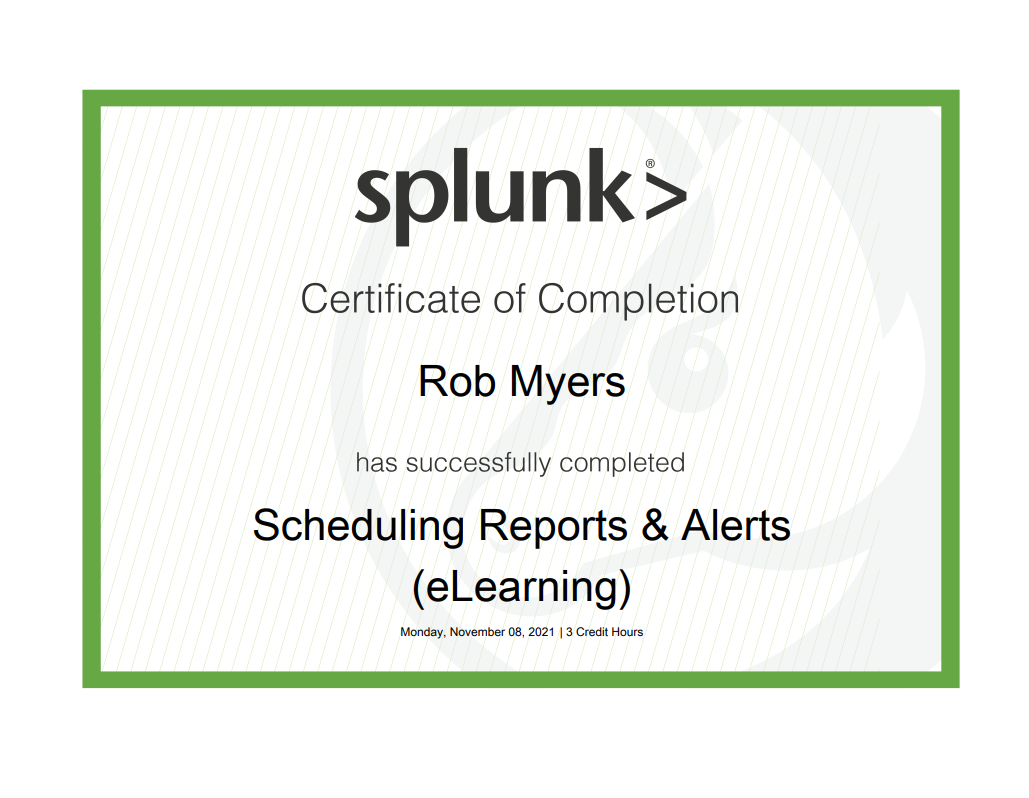 splunk>®
Certificate of Completion
Rob Myers
has successfully completed
Scheduling Reports & Alerts
(eLearning)
Monday, November 08, 2021 | 3 Credit Hours